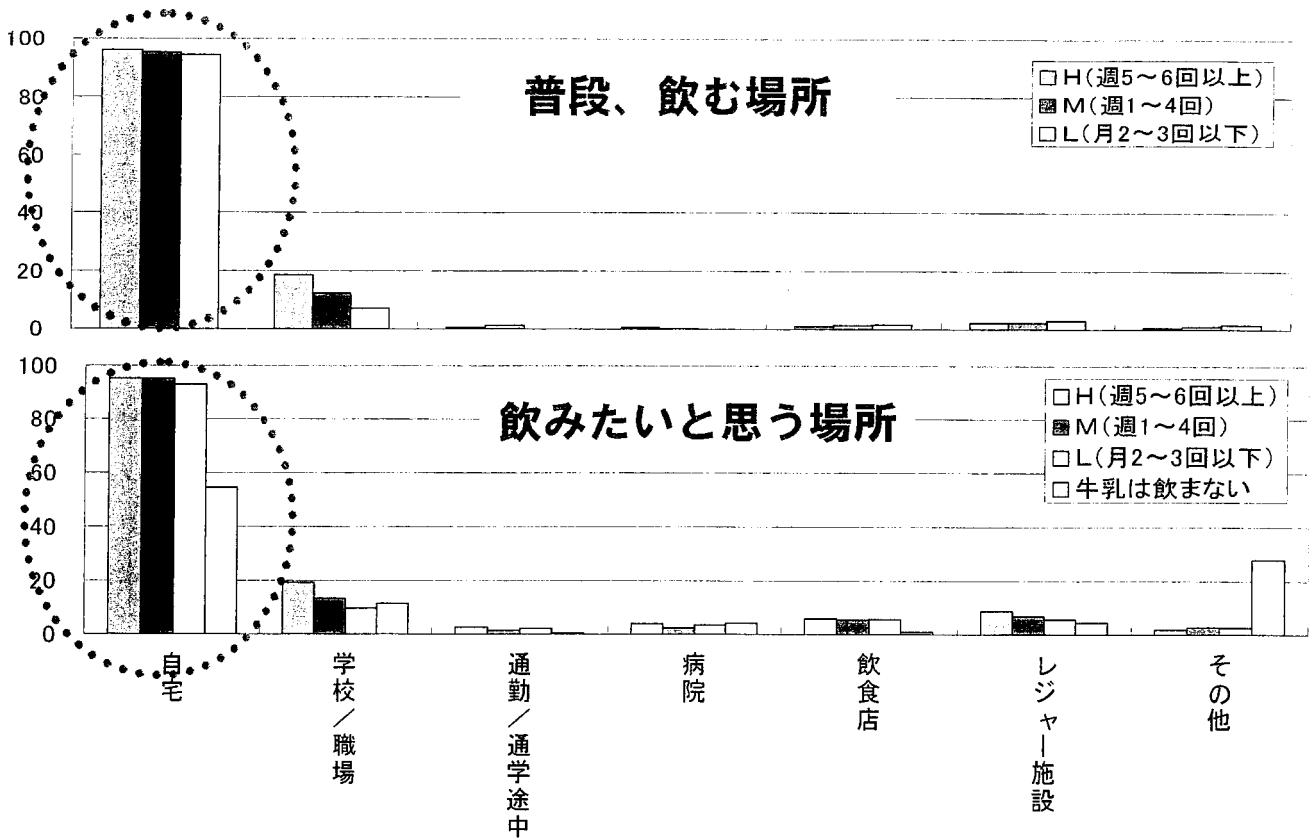 100
80
60
40
20
0
普段、飲む場所
H(週5～6回以上)
M(週1～4回)
L(月2～3回以下)
100
80
60
40
20
0
飲みたいと思う場所
H(週5～6回以上)
M(週1～4回)
L(月2～3回以下)
牛乳は飲まない
自宅
学校／職場
通勤／通学途中
病院
飲食店
レジャー施設
その他